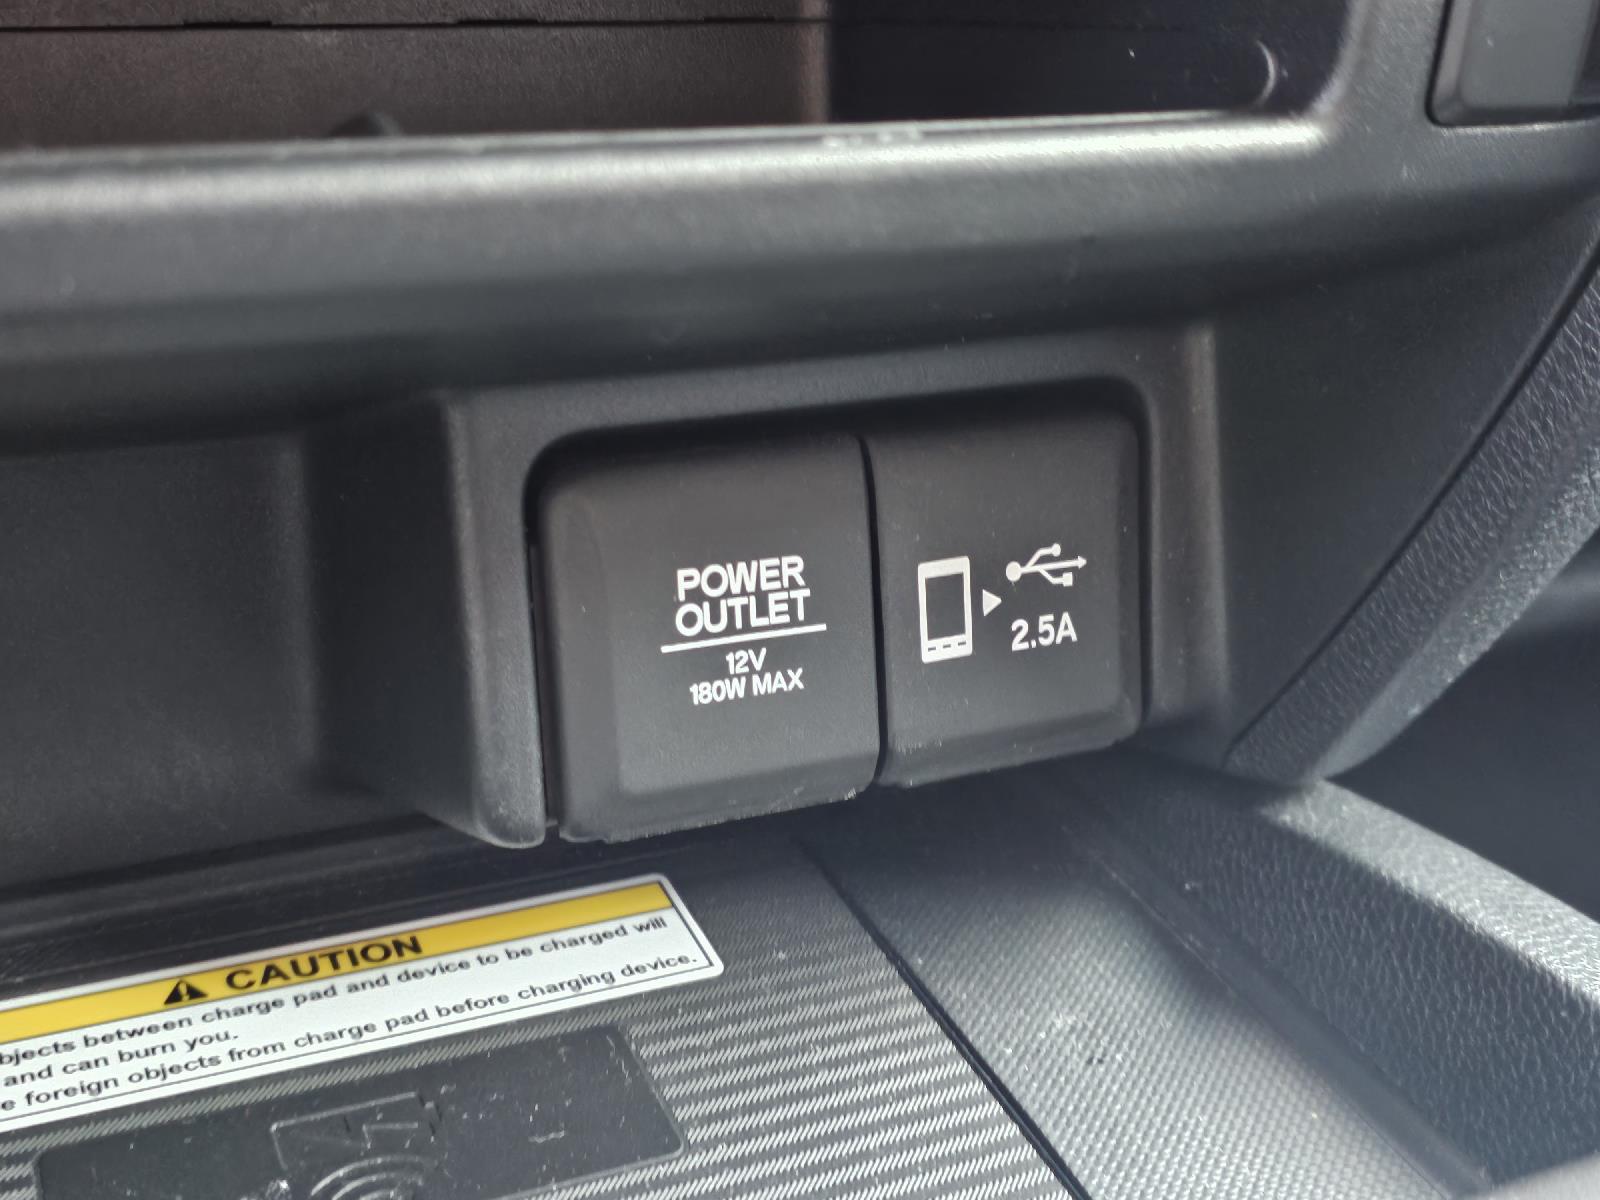 POWER
OUTLET
12V
180W MAX
2.5A
CAUTION
between charge pad and device to be charged will
and can burn you.
foreign objects from charge pad before charging device.